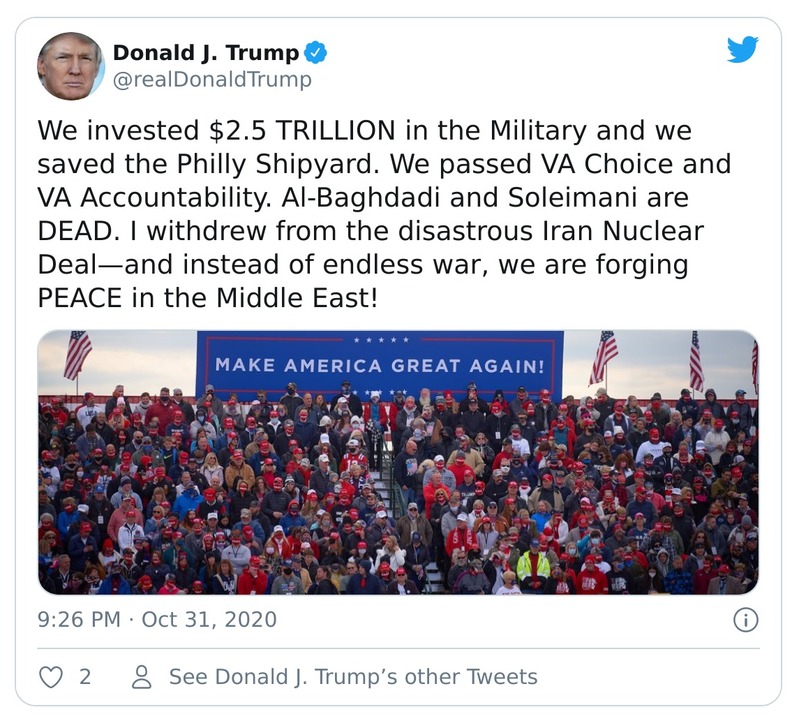 Donald J. Trump
@realDonaldTrump
We invested $2.5 TRILLION in the Military and we
saved the Philly Shipyard. We passed VA Choice and
VA Accountability. Al-Baghdadi and Soleimani are
DEAD. I withdrew from the disastrous Iran Nuclear
Deal—and instead of endless war, we are forging
PEACE in the Middle East!
MAKE AMERICA GREAT AGAIN!
9:26 PM · Oct 31, 2020
2 See Donald J. Trump’s other Tweets